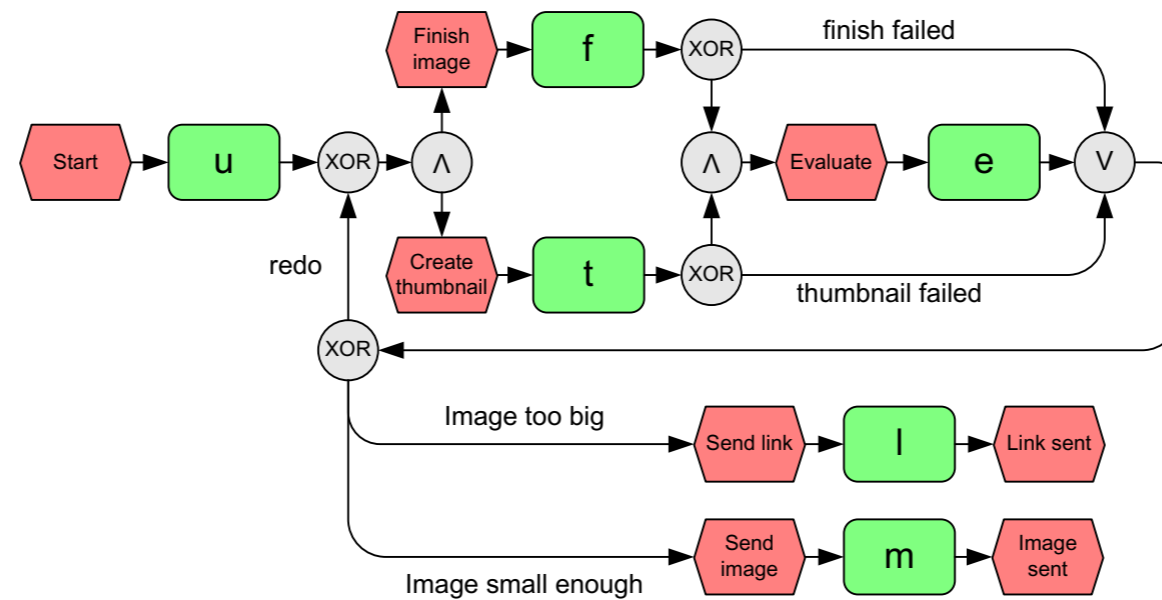 Finish
image
f
XOR
finish failed
Start
u
XOR
Λ
Λ
Evaluate
e
V
redo
Create
thumbnail
t
XOR
thumbnail failed
XOR
Image too big
Send link
l
Link sent
Send
image
m
Image
sent
Image small enough